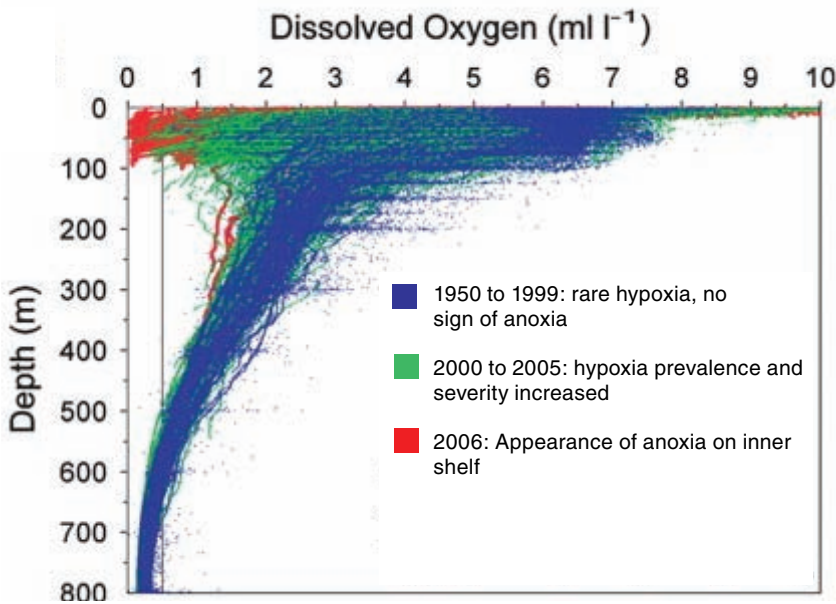 Dissolved Oxygen (ml l⁻¹)
0 1 2 3 4 5 6 7 8 9 10
Depth (m)
0
100
200
300
400
500
600
700
800
1950 to 1999: rare hypoxia, no
sign of anoxia
2000 to 2005: hypoxia prevalence and
severity increased
2006: Appearance of anoxia on inner
shelf